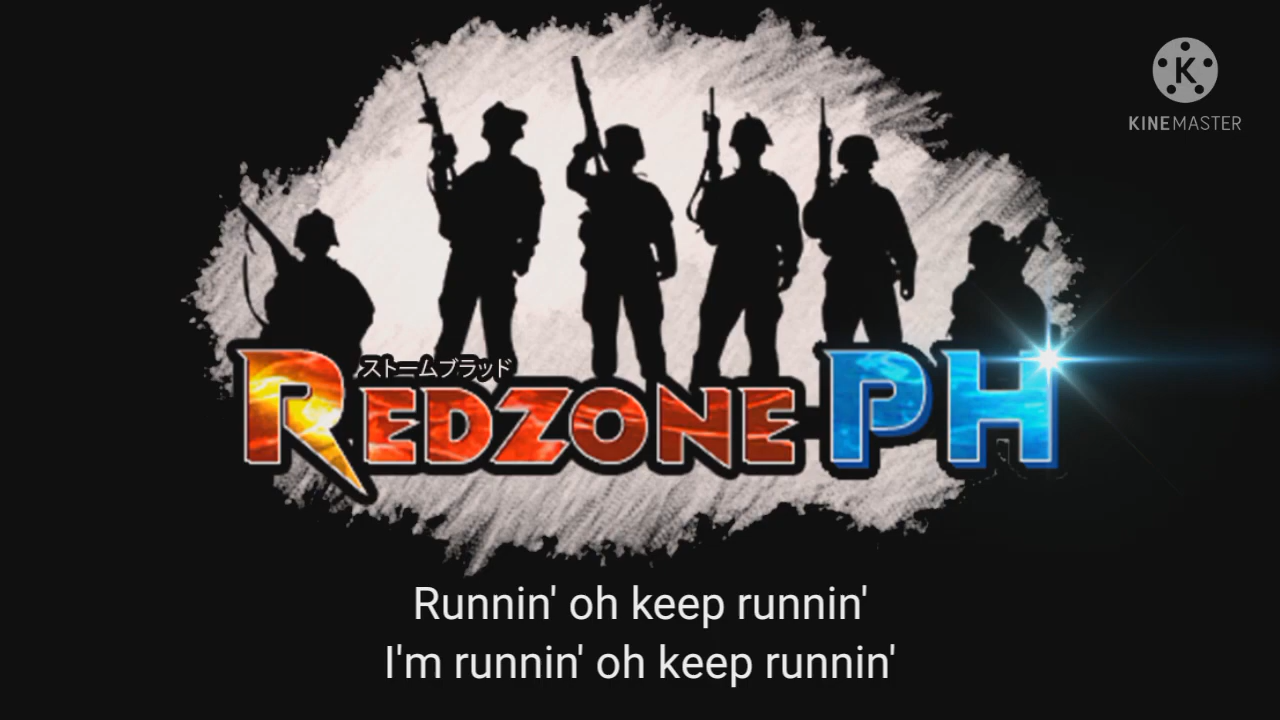 K
KINEMASTER
ストームブラッド
REDZONE PH
Runnin' oh keep runnin'
I'm runnin' oh keep runnin'